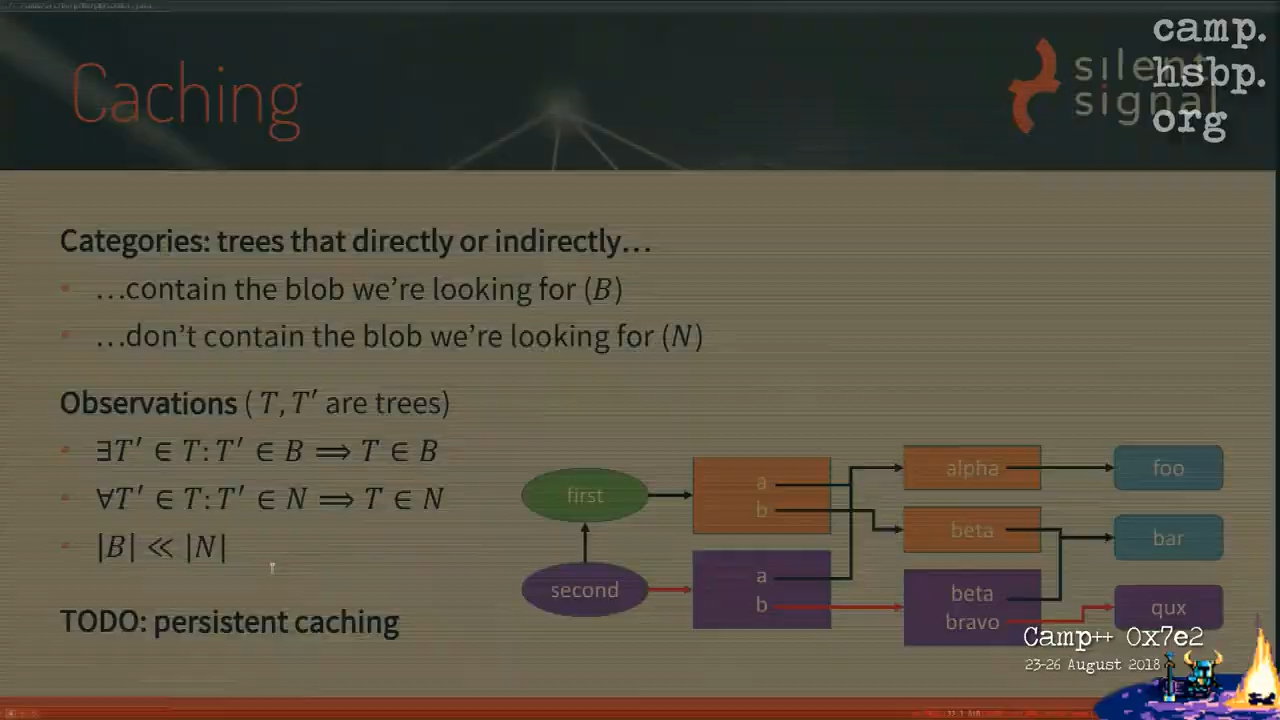 Caching
silent
signal
camp.
hsbp.
org
Categories: trees that directly or indirectly…
…contain the blob we’re looking for (B)
…don’t contain the blob we’re looking for (N)
Observations ( T, T′ are trees)
∃T′ ∈ T: T′ ∈ B ⟹ T ∈ B
∀T′ ∈ T: T′ ∈ N ⟹ T ∈ N
|B| ≪ |N|
TODO: persistent caching
first
a
b
alpha
foo
beta
bar
second
a
b
beta
bravo
qux
Camp++ 0x7e2
23-26 August 2018